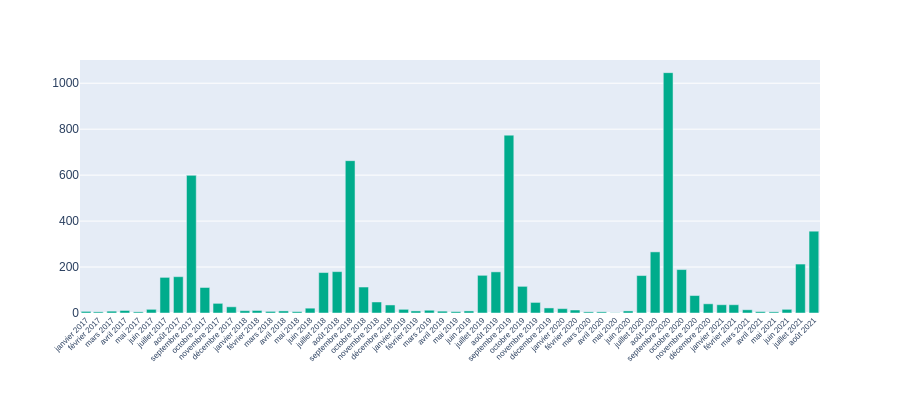 1000
800
600
400
200
0
janvier 2017
février 2017
mars 2017
avril 2017
mai 2017
juin 2017
juillet 2017
août 2017
septembre 2017
octobre 2017
novembre 2017
décembre 2017
janvier 2018
février 2018
mars 2018
avril 2018
mai 2018
juin 2018
juillet 2018
août 2018
septembre 2018
octobre 2018
novembre 2018
décembre 2018
janvier 2019
février 2019
mars 2019
avril 2019
mai 2019
juin 2019
juillet 2019
août 2019
septembre 2019
octobre 2019
novembre 2019
décembre 2019
janvier 2020
février 2020
mars 2020
avril 2020
mai 2020
juin 2020
juillet 2020
août 2020
septembre 2020
octobre 2020
novembre 2020
décembre 2020
janvier 2021
février 2021
mars 2021
avril 2021
mai 2021
juin 2021
juillet 2021
août 2021